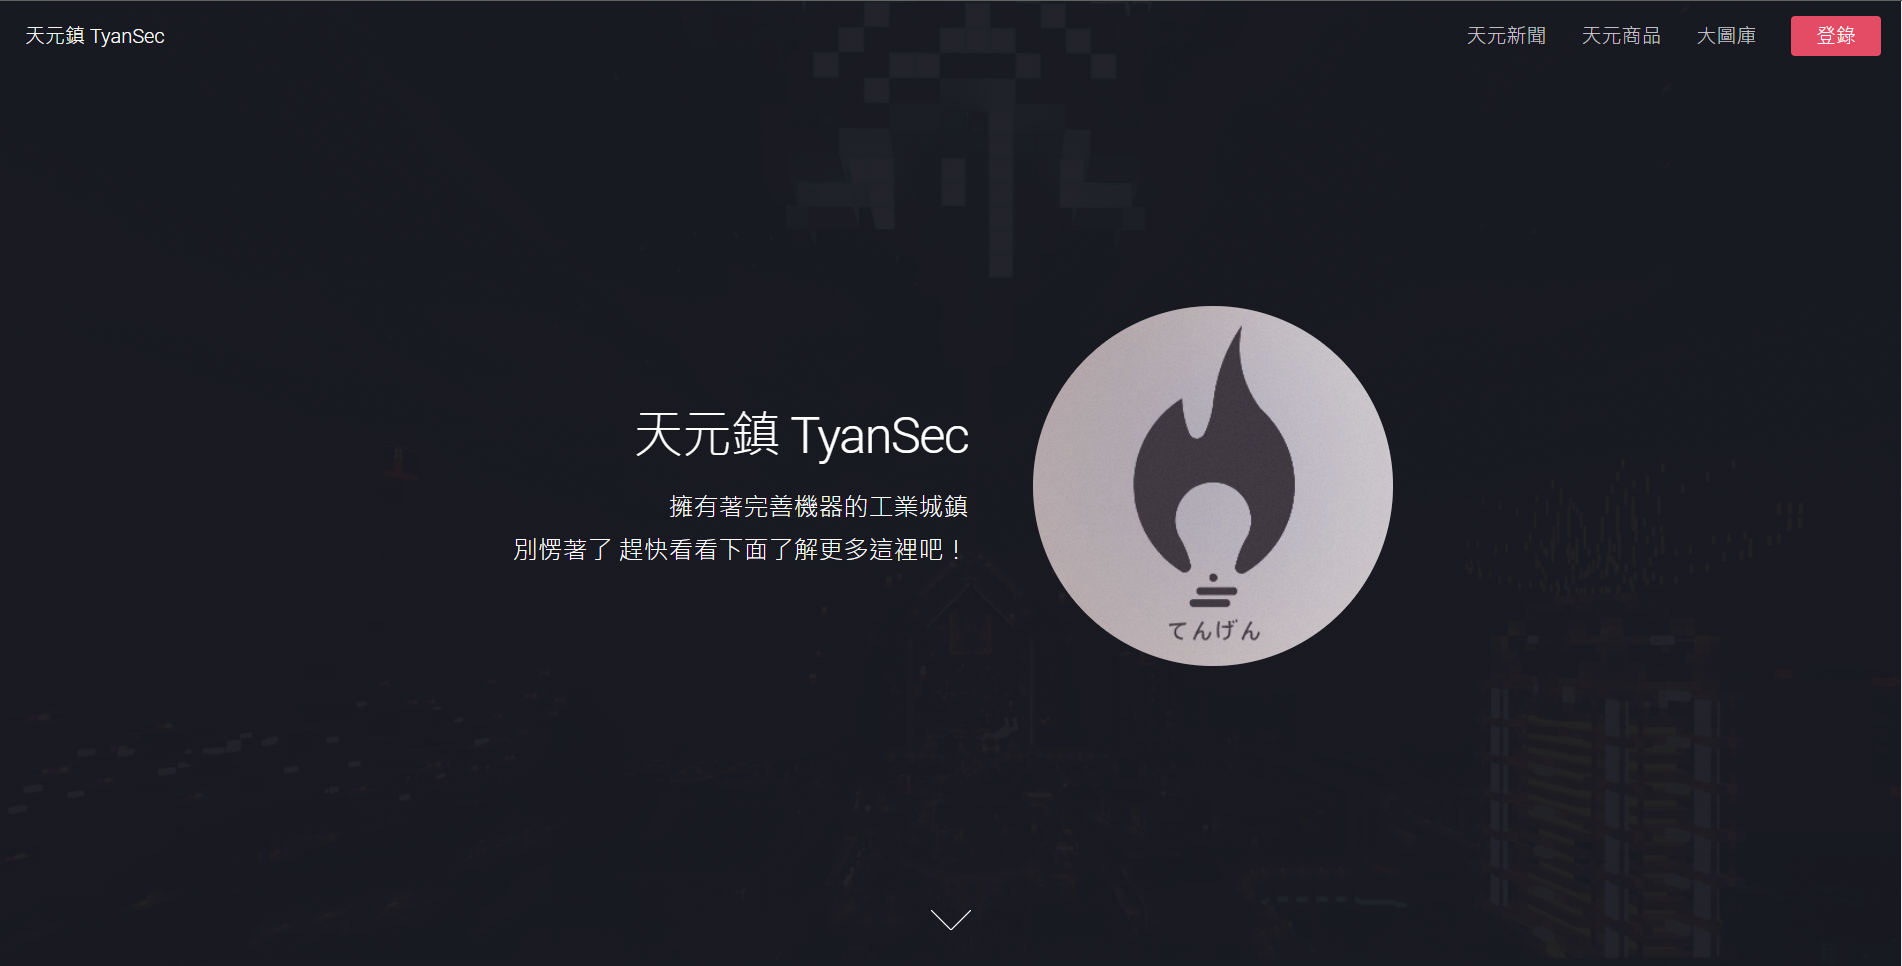 天元鎮 TyanSec
天元新聞
天元商品
大圖庫
登錄
天元鎮 TyanSec
擁有著完善機器的工業城鎮
別愣著了 趕快看看下面了解更多這裡吧！
てんげん